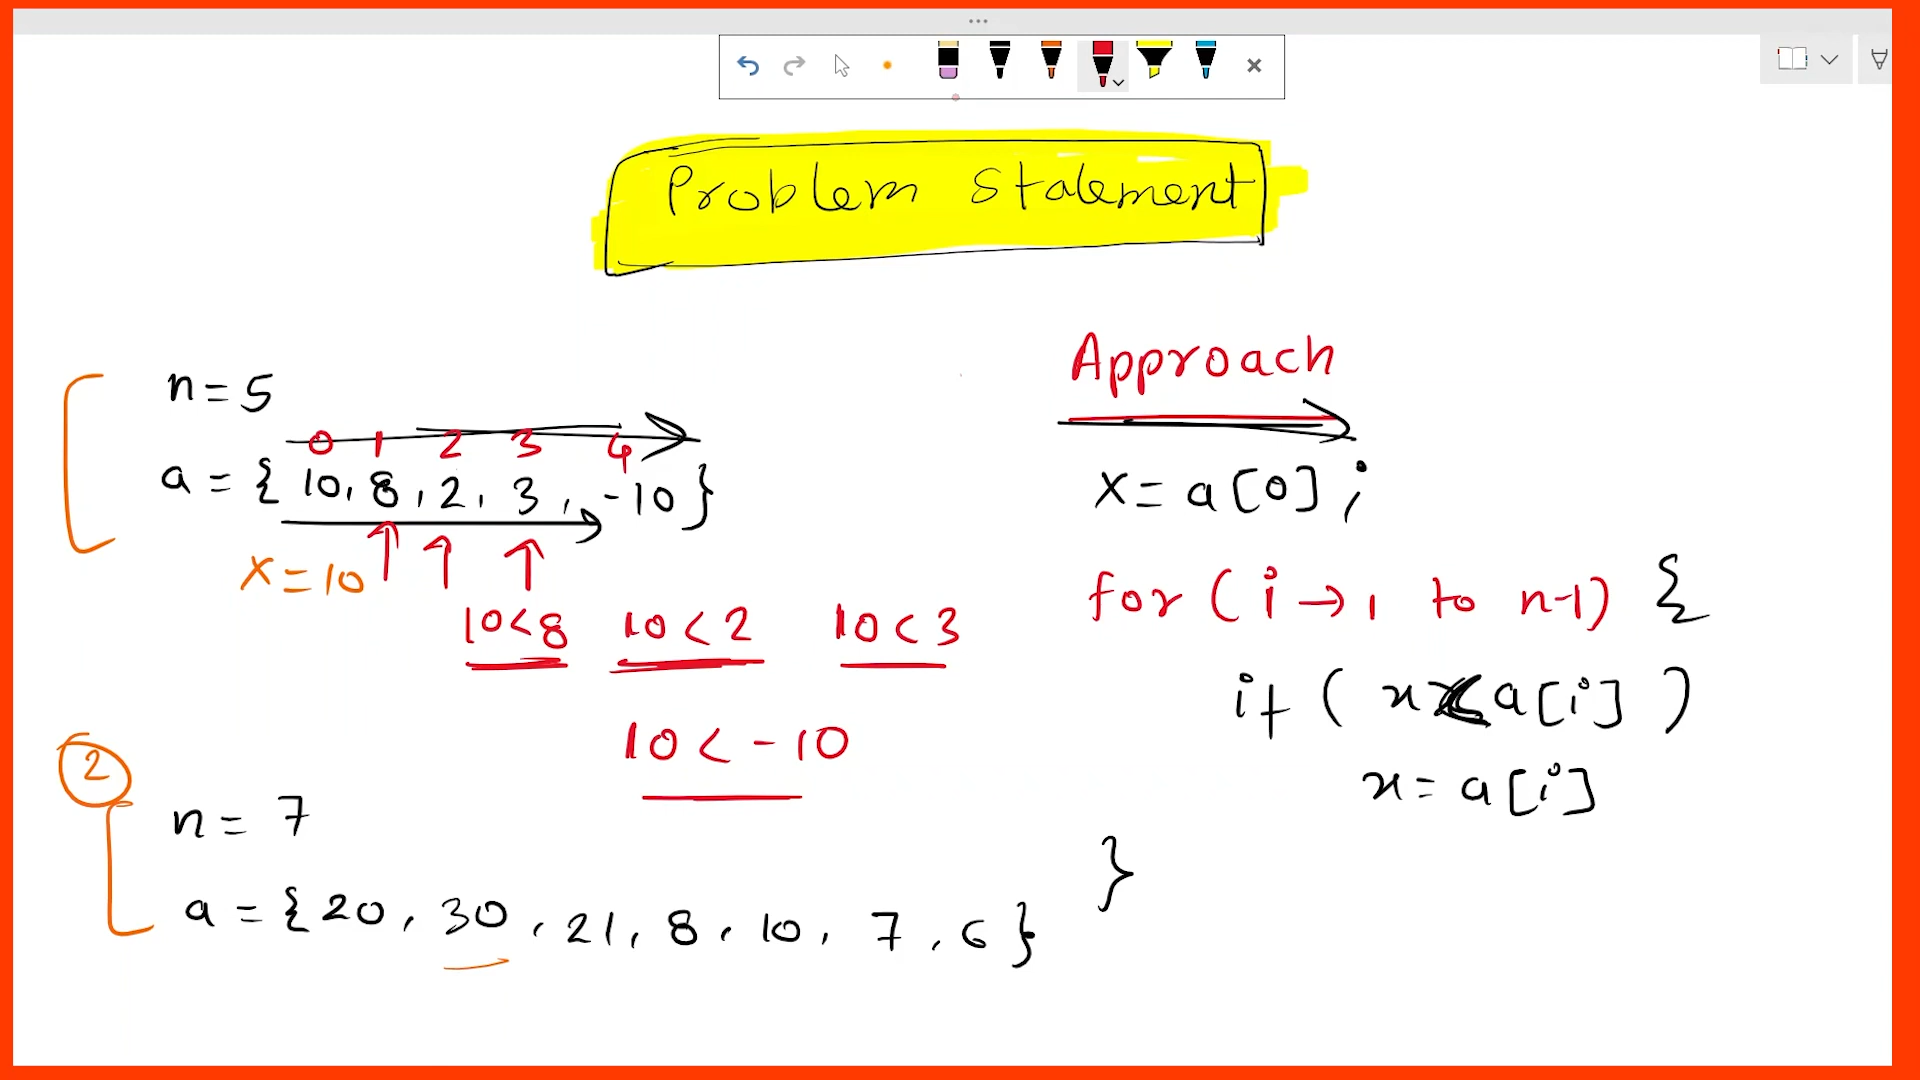 Problem Statement
n = 5
0 1 2 3 4
a = { 10, 8, 2, 3, -10 }
x = 10
10<8 10<2 10<3
10<-10
2
n = 7
a = { 20, 30, 21, 8, 10, 7, 6 }
Approach
x = a[0];
for ( i → 1 to n-1) {
if ( x < a[i] )
x = a[i]
}